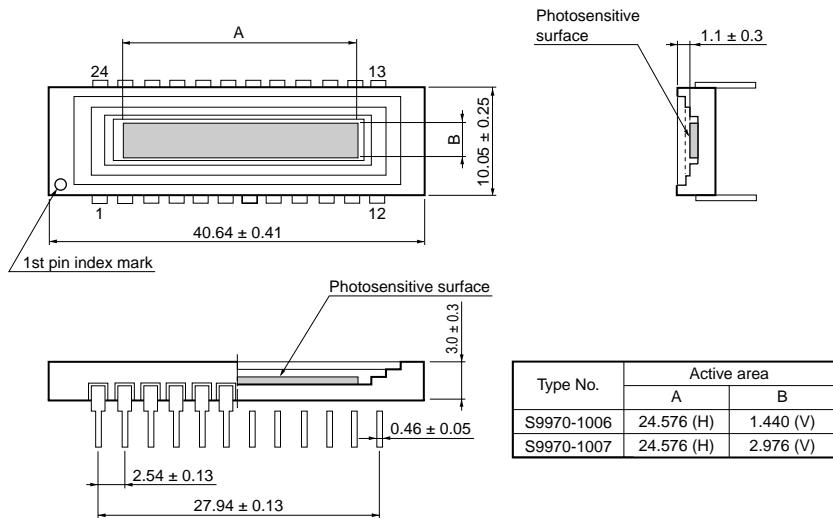 A
24
13
B
10.05 ± 0.25
1
12
40.64 ± 0.41
1st pin index mark
Photosensitive
surface
1.1 ± 0.3
Photosensitive surface
3.0 ± 0.3
0.46 ± 0.05
2.54 ± 0.13
27.94 ± 0.13
Type No. Active area
A B
S9970-1006 24.576 (H) 1.440 (V)
S9970-1007 24.576 (H) 2.976 (V)